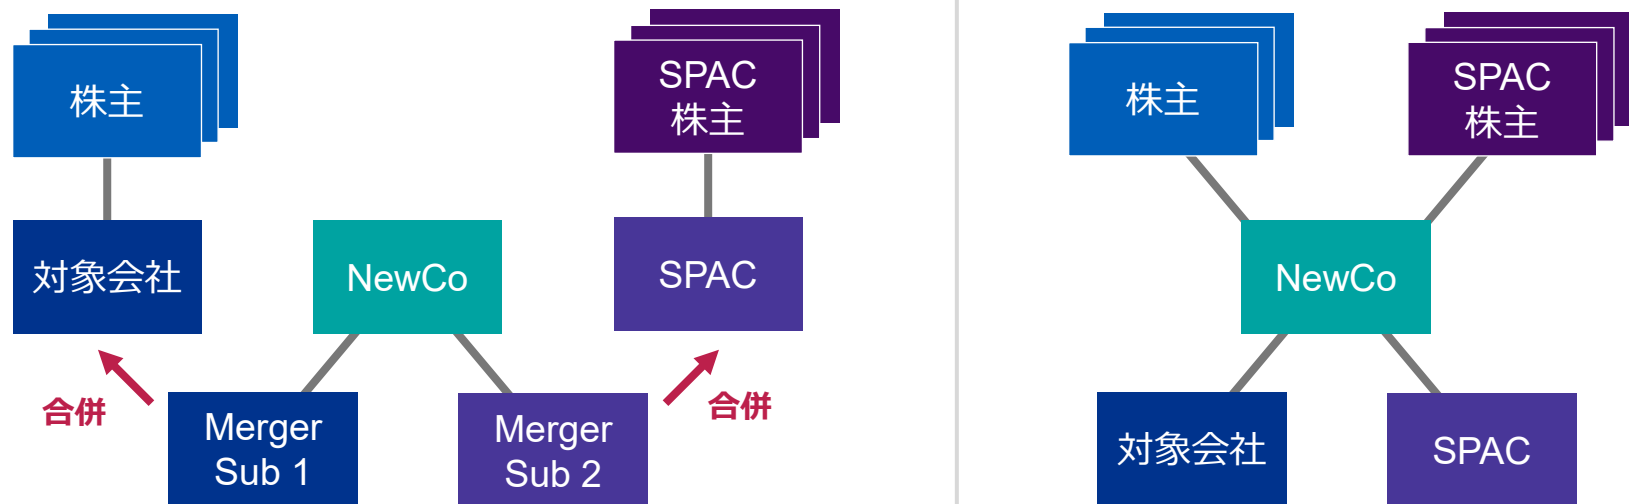 株主
SPAC
株主
対象会社
NewCo
SPAC
合併
Merger
Sub 1
Merger
Sub 2
合併
株主
SPAC
株主
NewCo
対象会社
SPAC